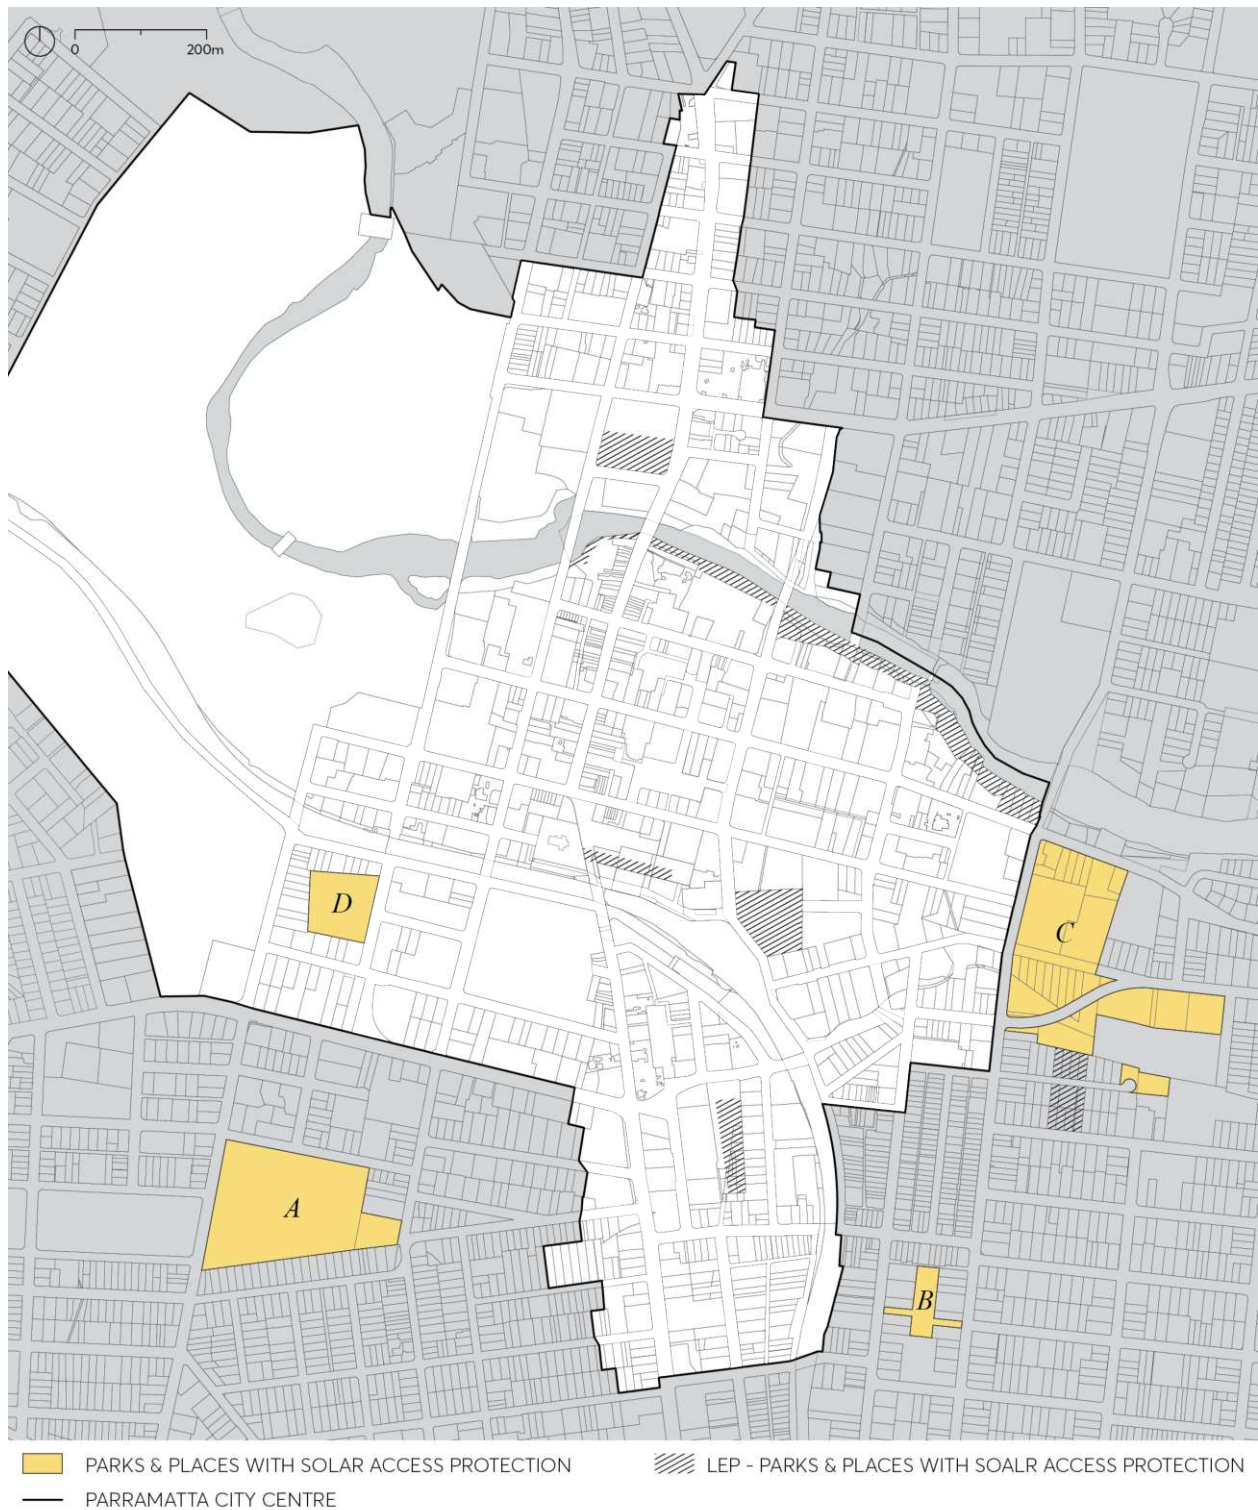 0 200m
D
C
A
B
PARKS & PLACES WITH SOLAR ACCESS PROTECTION
LEP - PARKS & PLACES WITH SOALR ACCESS PROTECTION
PARRAMATTA CITY CENTRE